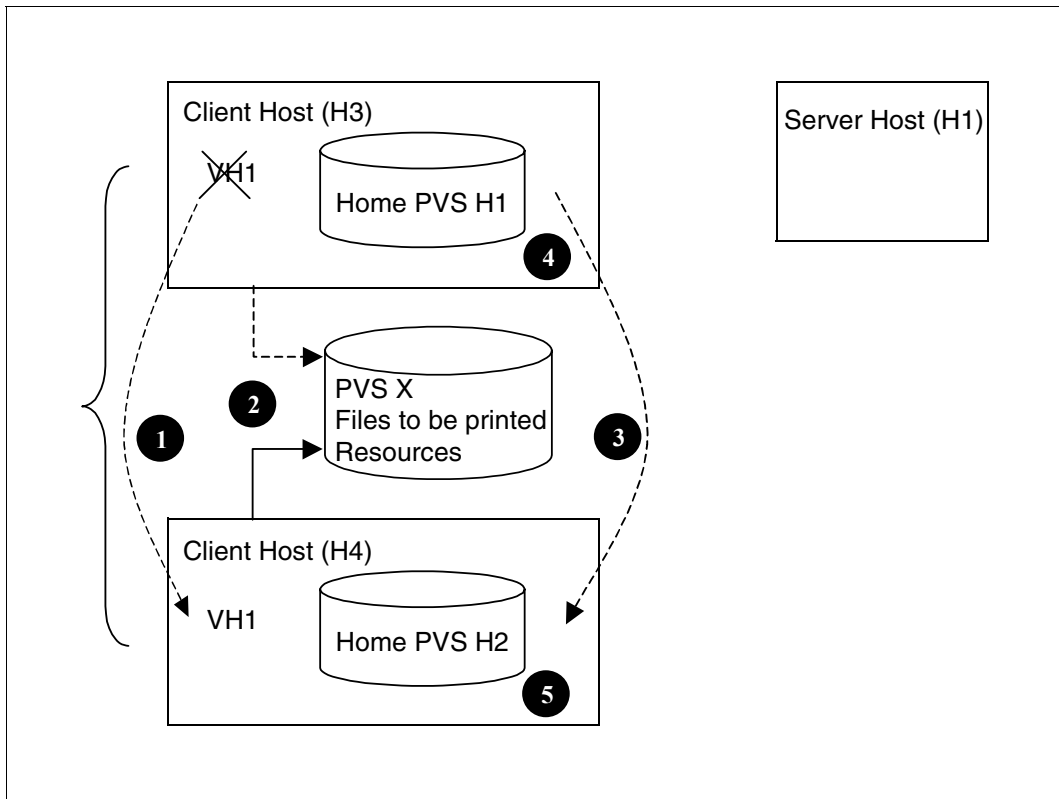 Client Host (H3)
VH1
Home PVS H1
4
Server Host (H1)
PVS X
Files to be printed
Resources
2
1
3
Client Host (H4)
VH1
Home PVS H2
5